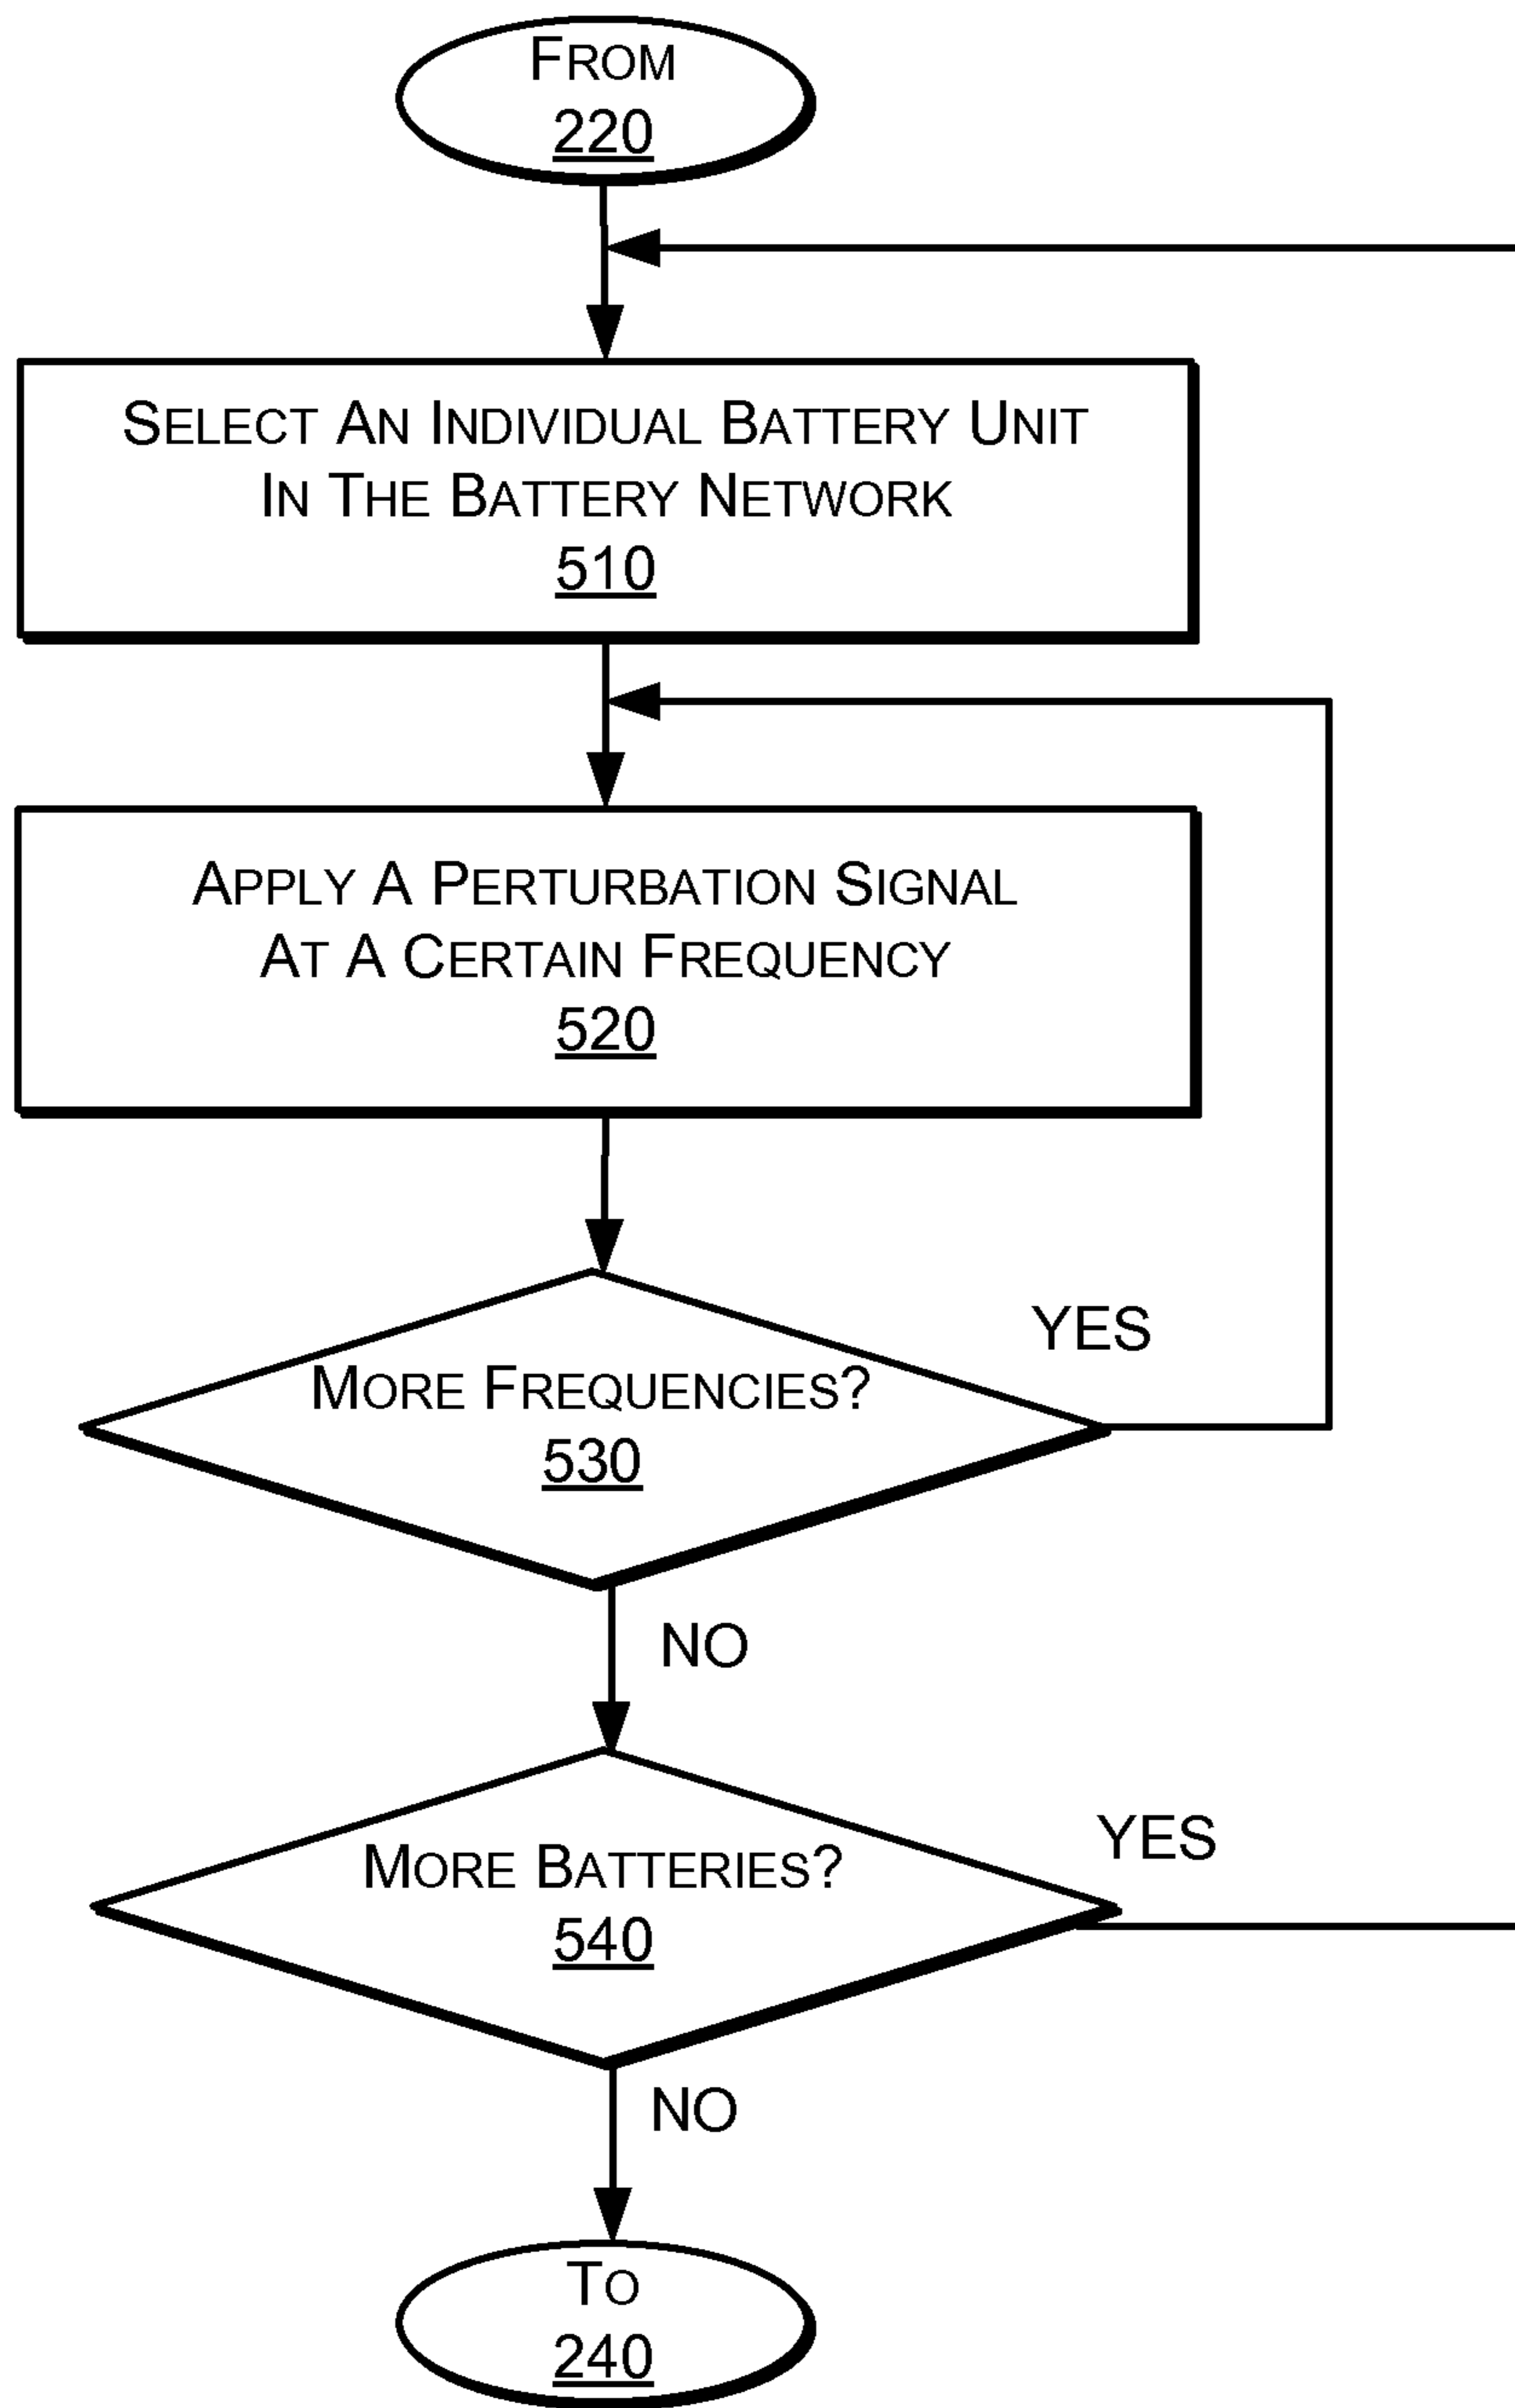 From
220
Select An Individual Battery Unit
In The Battery Network
510
Apply A Perturbation Signal
At A Certain Frequency
520
YES
More Frequencies?
530
NO
YES
More Batteries?
540
NO
To
240